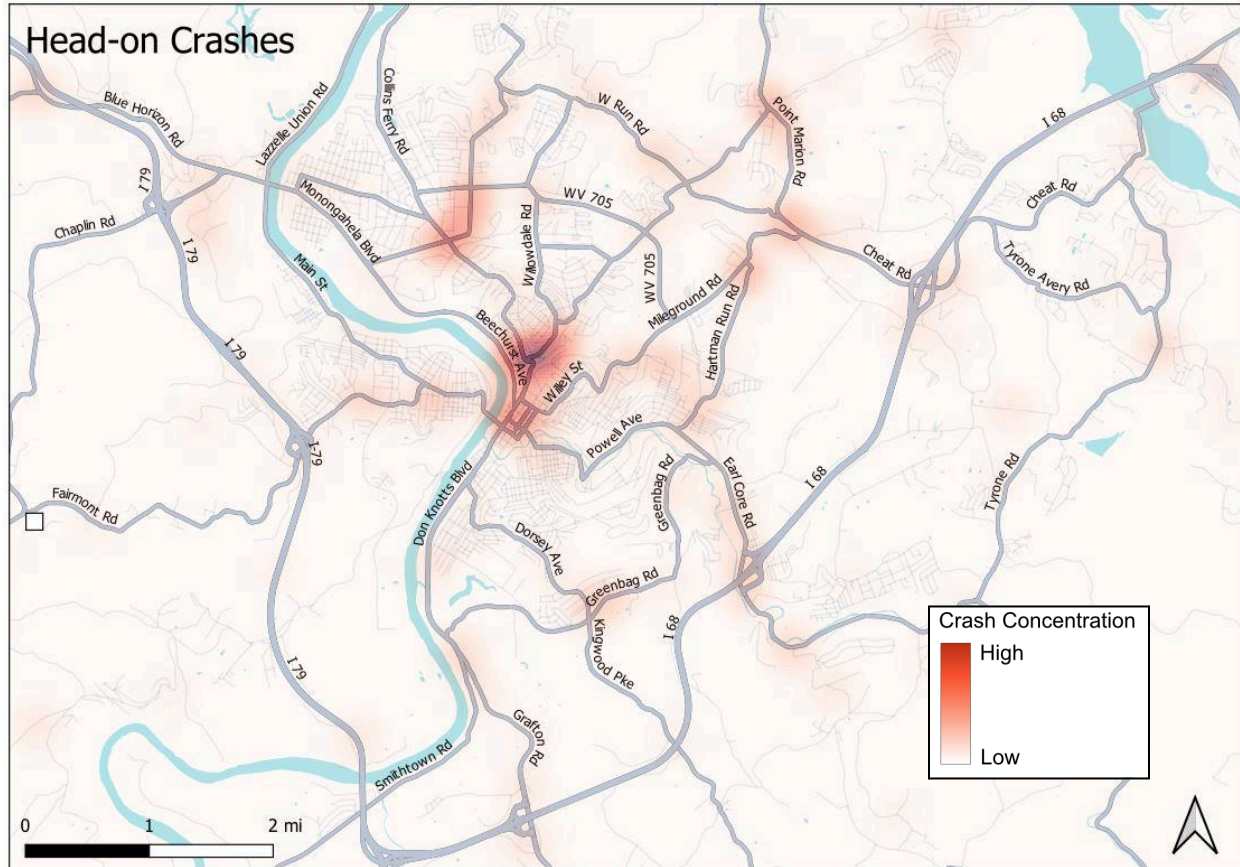 Head-on Crashes
Blue Horizon Rd
Lazzelle Union Rd
Collins Ferry Rd
W Run Rd
Point Marion Rd
I 68
I 79
Chaplin Rd
I 79
Monongahela Blvd
Main St
WV 705
Willowdale Rd
WV 705
Cheat Rd
Tyrone Avery Rd
Cheat Rd
Mileground Rd
Hartman Run Rd
Beechurst Ave
Willey St
I 79
I-79
Powell Ave
Fairmont Rd
Don Knotts Blvd
Greenbag Rd
Earl Core Rd
I 68
Tyrone Rd
Dorsey Ave
Greenbag Rd
Kingwood Pke
I 68
I 79
Grafton Rd
Smithtown Rd
Crash Concentration
High
Low
0 1 2 mi